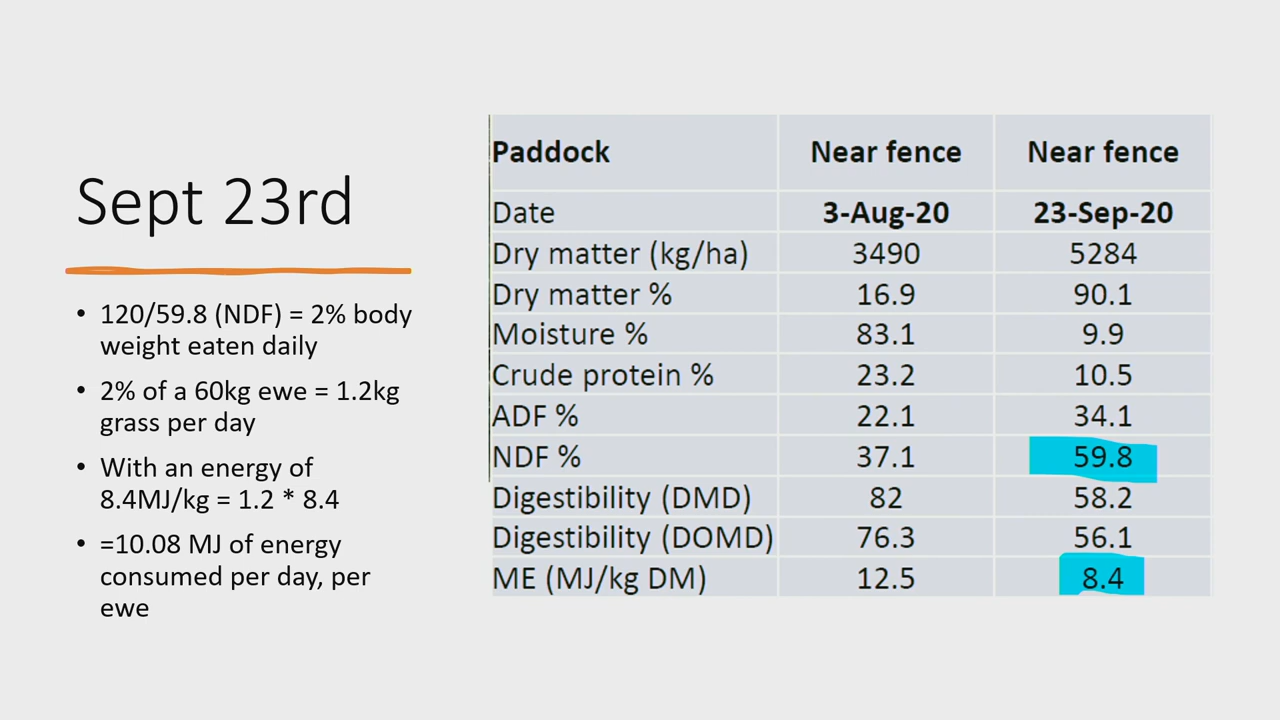 Sept 23rd
• 120/59.8 (NDF) = 2% body
weight eaten daily
• 2% of a 60kg ewe = 1.2kg
grass per day
• With an energy of
8.4MJ/kg = 1.2 * 8.4
• =10.08 MJ of energy
consumed per day, per
ewe
Paddock Near fence Near fence
Date 3-Aug-20 23-Sep-20
Dry matter (kg/ha) 3490 5284
Dry matter % 16.9 90.1
Moisture % 83.1 9.9
Crude protein % 23.2 10.5
ADF % 22.1 34.1
NDF % 37.1 59.8
Digestibility (DMD) 82 58.2
Digestibility (DOMD) 76.3 56.1
ME (MJ/kg DM) 12.5 8.4